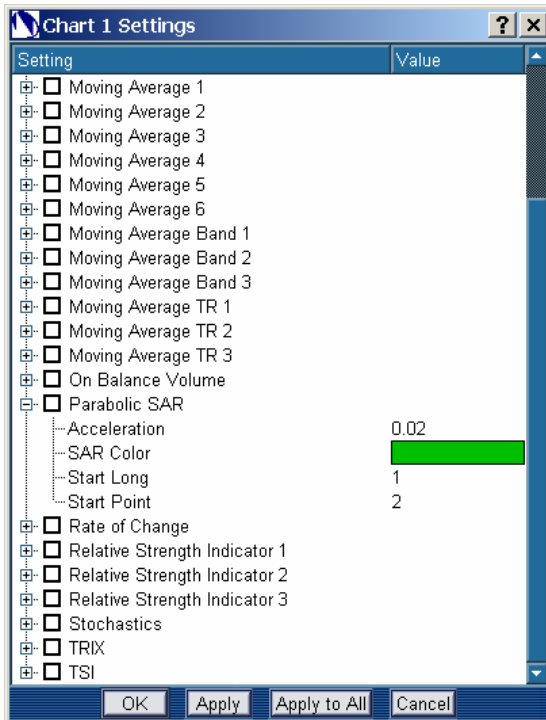 Chart 1 Settings ? ×
Setting Value
Moving Average 1
Moving Average 2
Moving Average 3
Moving Average 4
Moving Average 5
Moving Average 6
Moving Average Band 1
Moving Average Band 2
Moving Average Band 3
Moving Average TR 1
Moving Average TR 2
Moving Average TR 3
On Balance Volume
Parabolic SAR
Acceleration 0.02
SAR Color
Start Long 1
Start Point 2
Rate of Change
Relative Strength Indicator 1
Relative Strength Indicator 2
Relative Strength Indicator 3
Stochastics
TRIX
TSI
OK Apply Apply to All Cancel